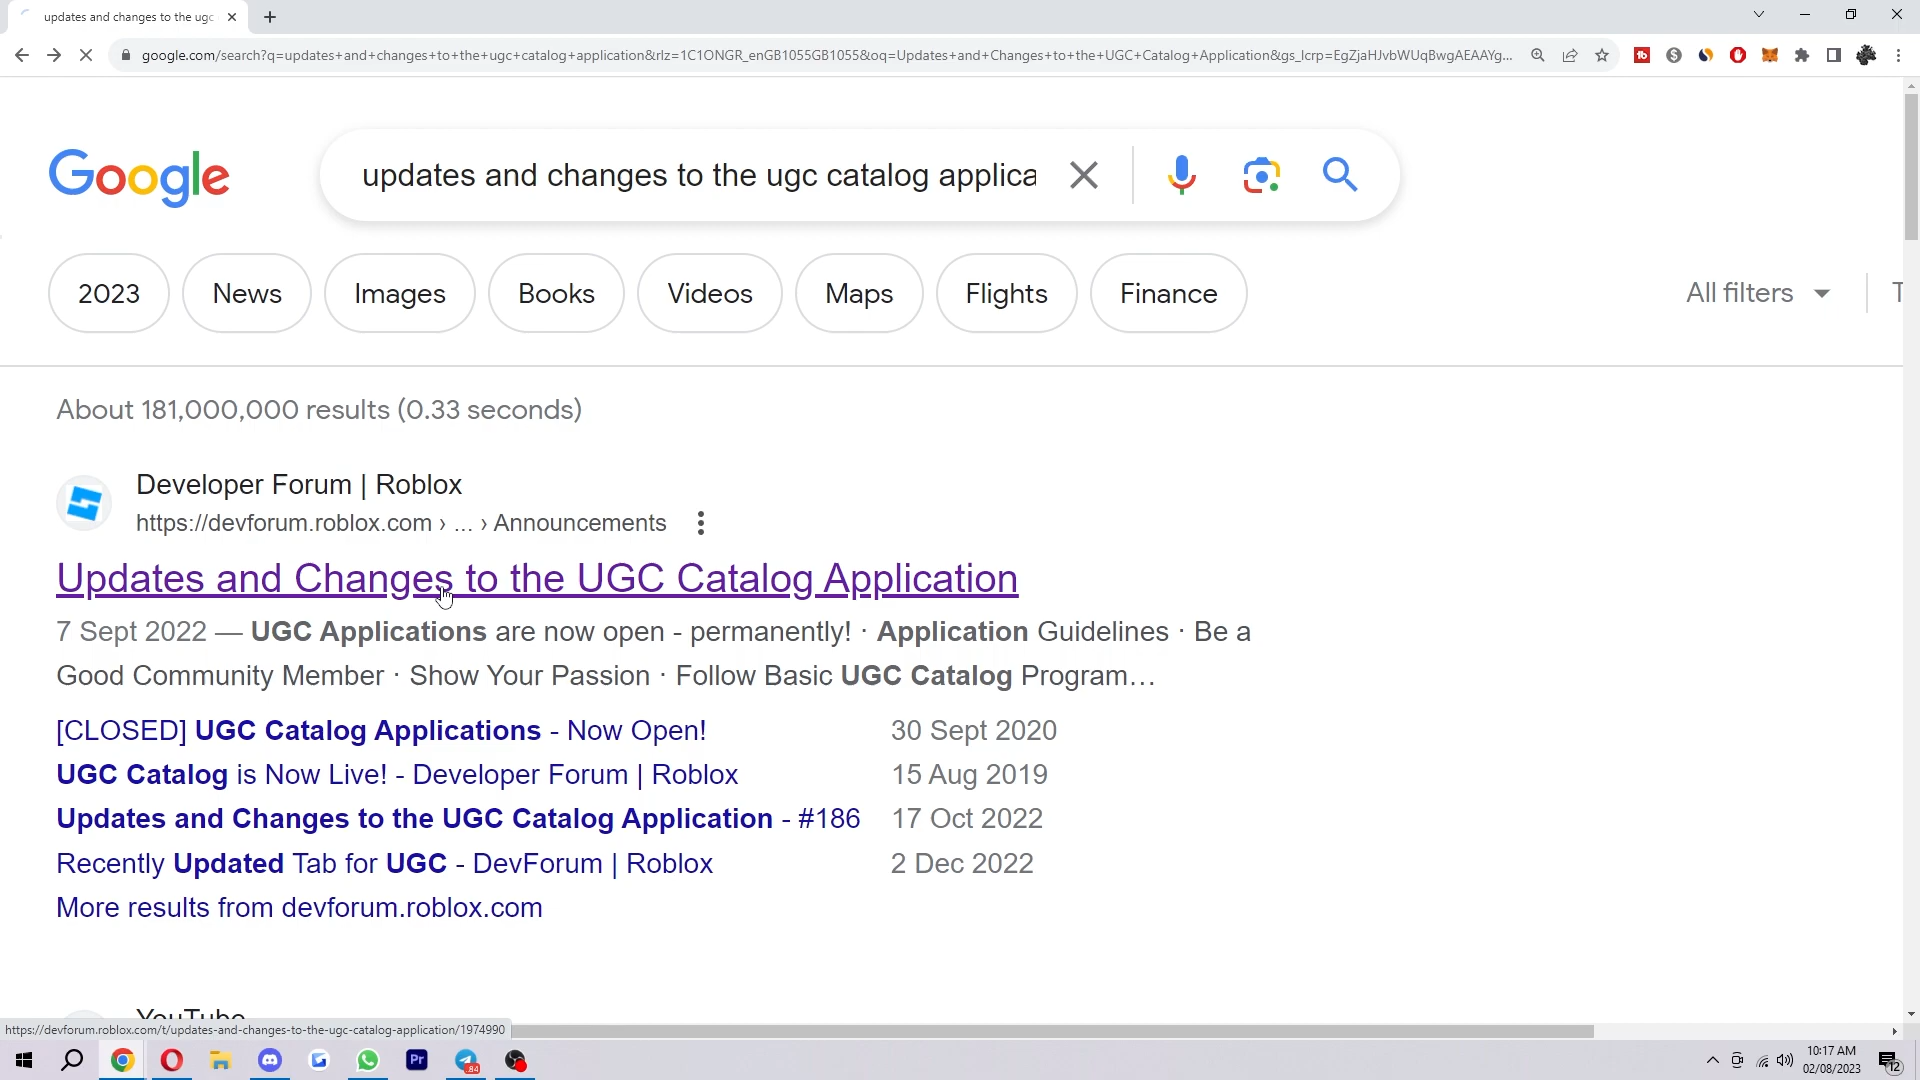 updates and changes to the ugc
google.com/search?q=updates+and+changes+to+the+ugc+catalog+application&rlz=1C1ONGR_enGB1055GB1055&oq=Updates+and+Changes+to+the+UGC+Catalog+Application&gs_lcrp=EgZjaHJvbWUqBwgAEAAYg...
Google
updates and changes to the ugc catalog applica
2023
News
Images
Books
Videos
Maps
Flights
Finance
All filters
About 181,000,000 results (0.33 seconds)
Developer Forum | Roblox
https://devforum.roblox.com › ... › Announcements
Updates and Changes to the UGC Catalog Application
7 Sept 2022 — UGC Applications are now open - permanently! · Application Guidelines · Be a
Good Community Member · Show Your Passion · Follow Basic UGC Catalog Program...
[CLOSED] UGC Catalog Applications - Now Open! 30 Sept 2020
UGC Catalog is Now Live! - Developer Forum | Roblox 15 Aug 2019
Updates and Changes to the UGC Catalog Application - #186 17 Oct 2022
Recently Updated Tab for UGC - DevForum | Roblox 2 Dec 2022
More results from devforum.roblox.com
YouTube
https://devforum.roblox.com/t/updates-and-changes-to-the-ugc-catalog-application/1974990
Pr
84
10:17 AM
02/08/2023
12